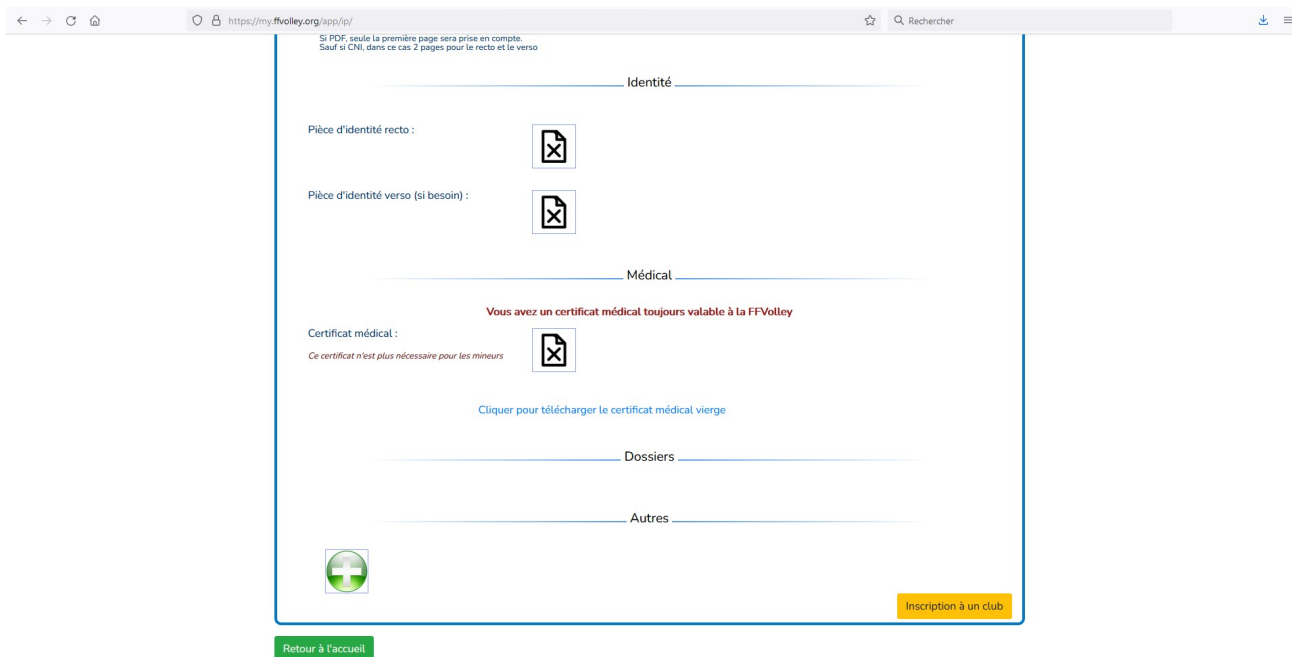 https://my.ffvolley.org/app/ip/
Rechercher
Si PDF, seule la première page sera prise en compte.
Sauf si CNI, dans ce cas 2 pages pour le recto et le verso
Identité
Pièce d'identité recto :
Pièce d'identité verso (si besoin) :
Médical
Vous avez un certificat médical toujours valable à la FFVolley
Certificat médical :
Ce certificat n'est plus nécessaire pour les mineurs
Cliquer pour télécharger le certificat médical vierge
Dossiers
Autres
Inscription à un club
Retour à l'accueil